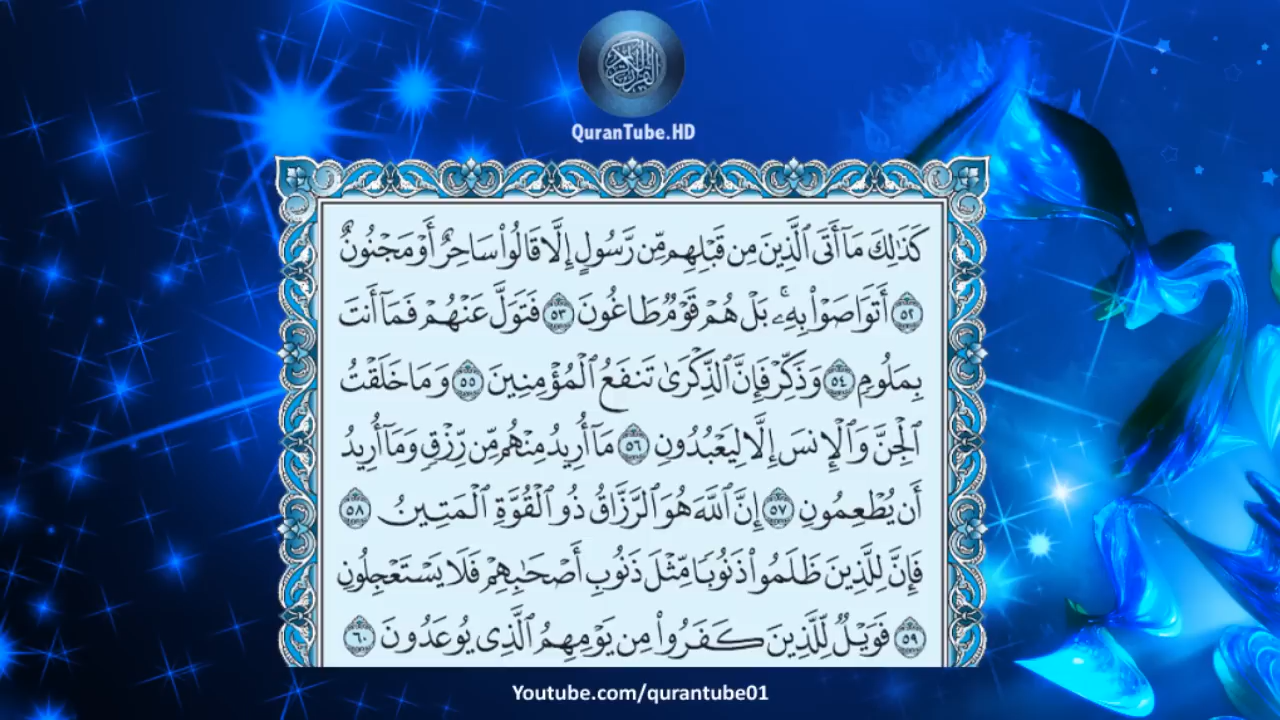 QuranTube.HD
كَذَٰلِكَ مَآ أَتَى ٱلَّذِينَ مِن قَبْلِهِم مِّن رَّسُولٍ إِلَّا قَالُوا۟ سَاحِرٌ أَوْ مَجْنُونٌ
٥٢ أَتَوَاصَوْا۟ بِهِۦ ۚ بَلْ هُمْ قَوْمٌ طَاغُونَ ٥٣ فَتَوَلَّ عَنْهُمْ فَمَآ أَنتَ
بِمَلُومٍ ٥٤ وَذَكِّرْ فَإِنَّ ٱلذِّكْرَىٰ تَنفَعُ ٱلْمُؤْمِنِينَ ٥٥ وَمَا خَلَقْتُ
ٱلْجِنَّ وَٱلْإِنسَ إِلَّا لِيَعْبُدُونِ ٥٦ مَآ أُرِيدُ مِنْهُم مِّن رِّزْقٍ وَمَآ أُرِيدُ
أَن يُطْعِمُونِ ٥٧ إِنَّ ٱللَّهَ هُوَ ٱلرَّزَّاقُ ذُو ٱلْقُوَّةِ ٱلْمَتِينُ ٥٨
فَإِنَّ لِلَّذِينَ ظَلَمُوا۟ ذَنُوبًا مِّثْلَ ذَنُوبِ أَصْحَٰبِهِمْ فَلَا يَسْتَعْجِلُونِ
٥٩ فَوَيْلٌ لِّلَّذِينَ كَفَرُوا۟ مِن يَوْمِهِمُ ٱلَّذِى يُوعَدُونَ ٦٠
Youtube.com/qurantube01